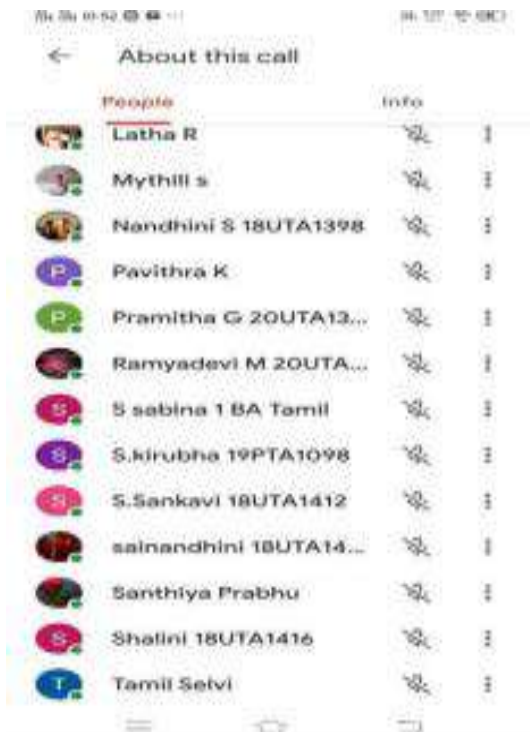 About this call
People Info
Latha R
Mythili s
Nandhini S 18UTA1398
P Pavithra K
P Pramitha G 20UTA13...
Ramyadevi M 20UTA...
S S sabina 1 BA Tamil
S S.kirubha 19PTA1098
S S.Sankavi 18UTA1412
sainandhini 18UTA14...
Santhiya Prabhu
S Shalini 18UTA1416
T Tamil Selvi